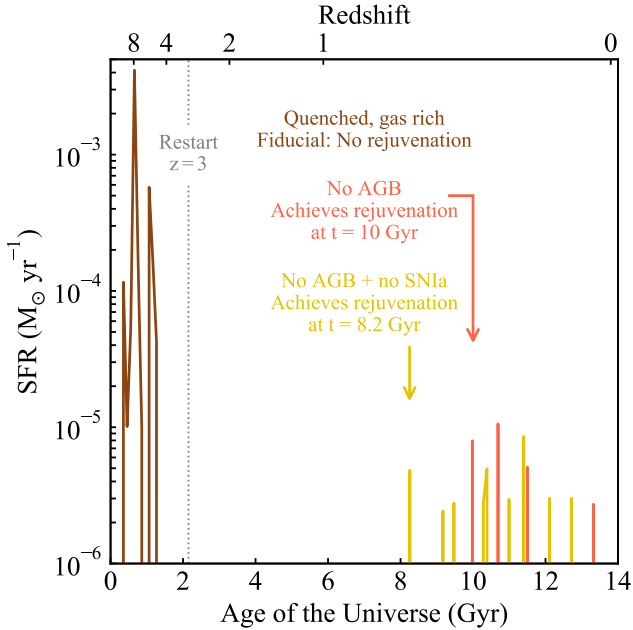 Redshift
8 4 2 1 0
Quenched, gas rich
Fiducial: No rejuvenation
Restart
z = 3
No AGB
Achieves rejuvenation
at t = 10 Gyr
No AGB + no SNIa
Achieves rejuvenation
at t = 8.2 Gyr
SFR (M⊙ yr⁻¹)
10⁻³
10⁻⁴
10⁻⁵
10⁻⁶
0 2 4 6 8 10 12 14
Age of the Universe (Gyr)